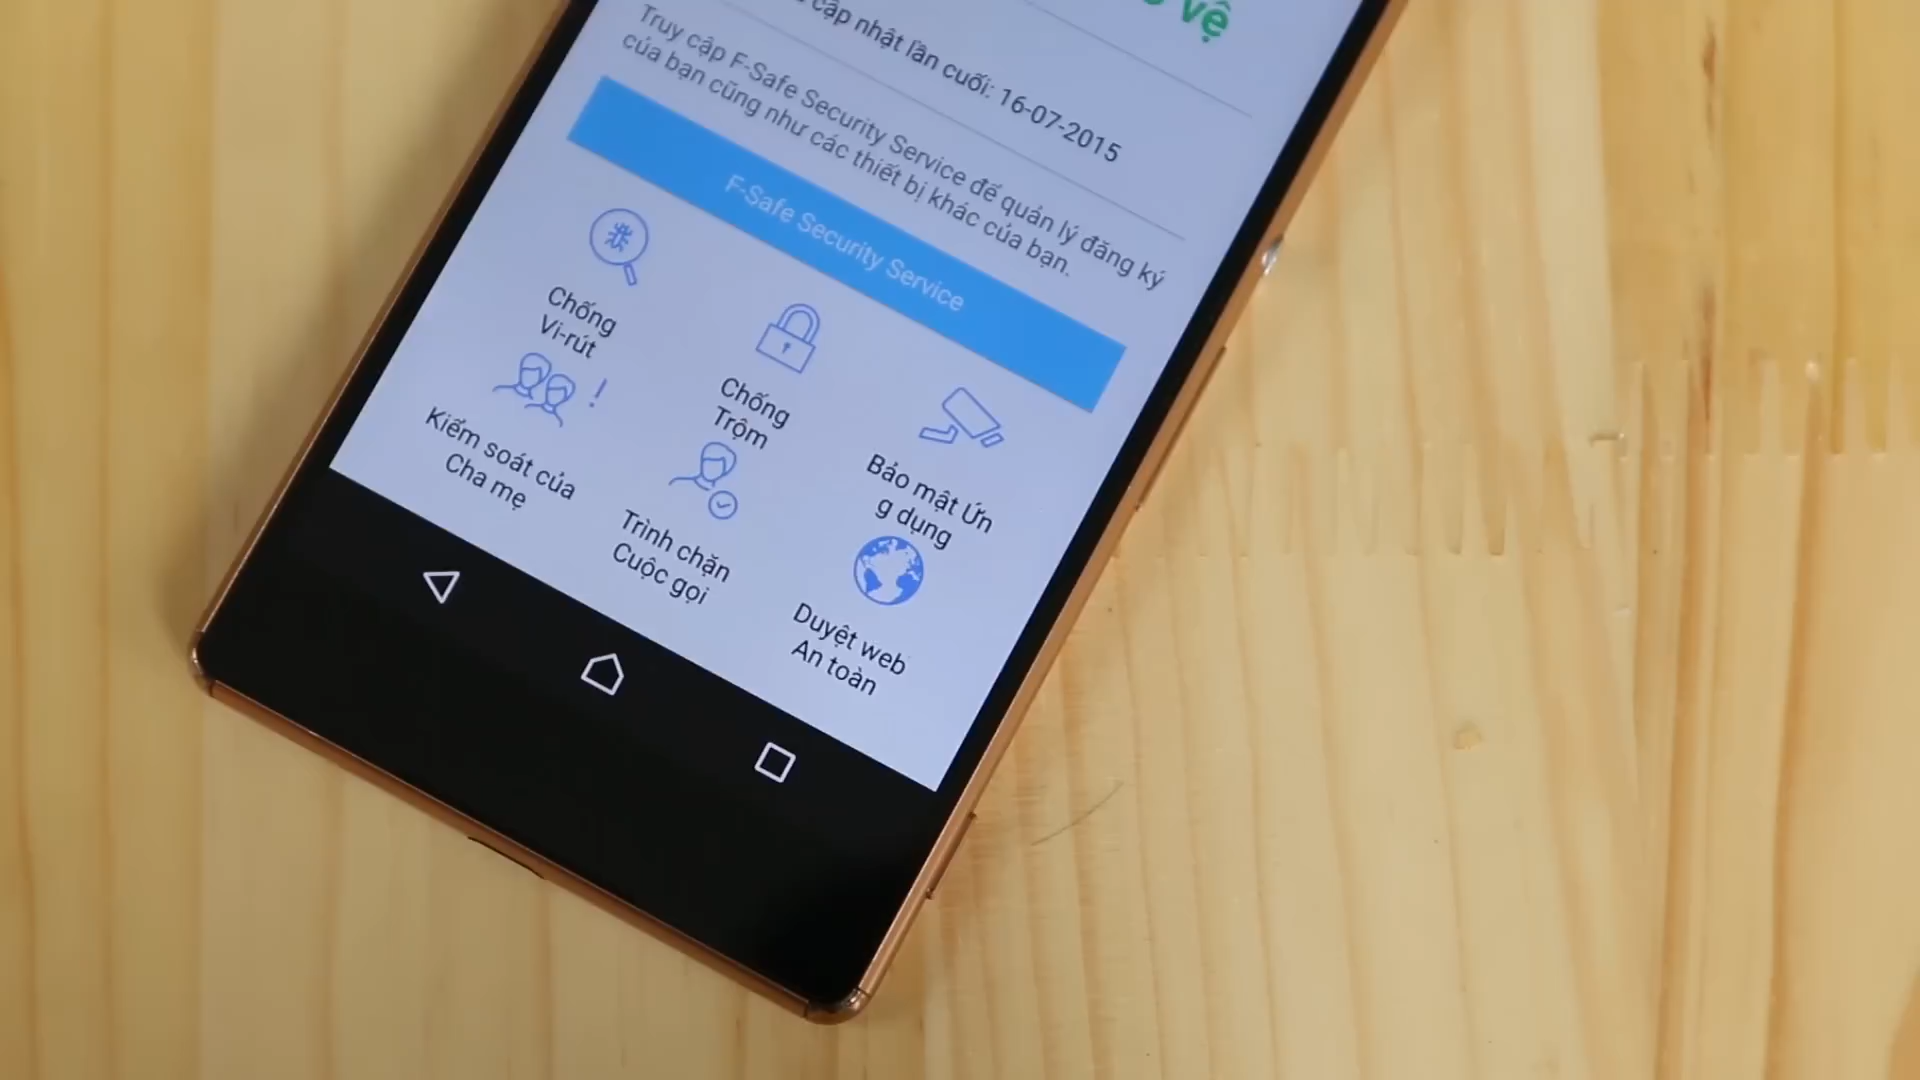 vệ
cập nhật lần cuối: 16-07-2015
Truy cập F-Safe Security Service để quản lý đăng ký
của bạn cũng như các thiết bị khác của bạn.
F-Safe Security Service
Chống
Vi-rút
Chống
Trộm
Bảo mật Ứn
g dụng
Kiểm soát của
Cha mẹ
Trình chặn
Cuộc gọi
Duyệt web
An toàn